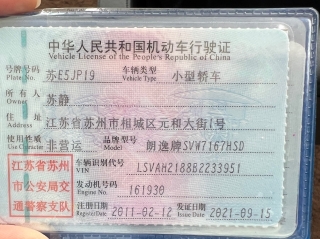 中华人民共和国机动车行驶证
Vehicle License of the People's Republic of China
号牌号码 苏E5JP19 车辆类型 小型轿车
Plate No. Vehicle Type
所有人 苏静
Owner
住址 江苏省苏州市相城区元和大街1号
Address
使用性质 非营运 品牌型号 朗逸牌SVW7167HSD
Use Character Model
江苏省苏州 车辆识别代号 LSVAH2188B2233951
VIN
市公安局交 发动机号码 161930
Engine No.
通警察支队 注册日期 2011-02-12 发证日期 2021-09-15
Register Date Issue Date